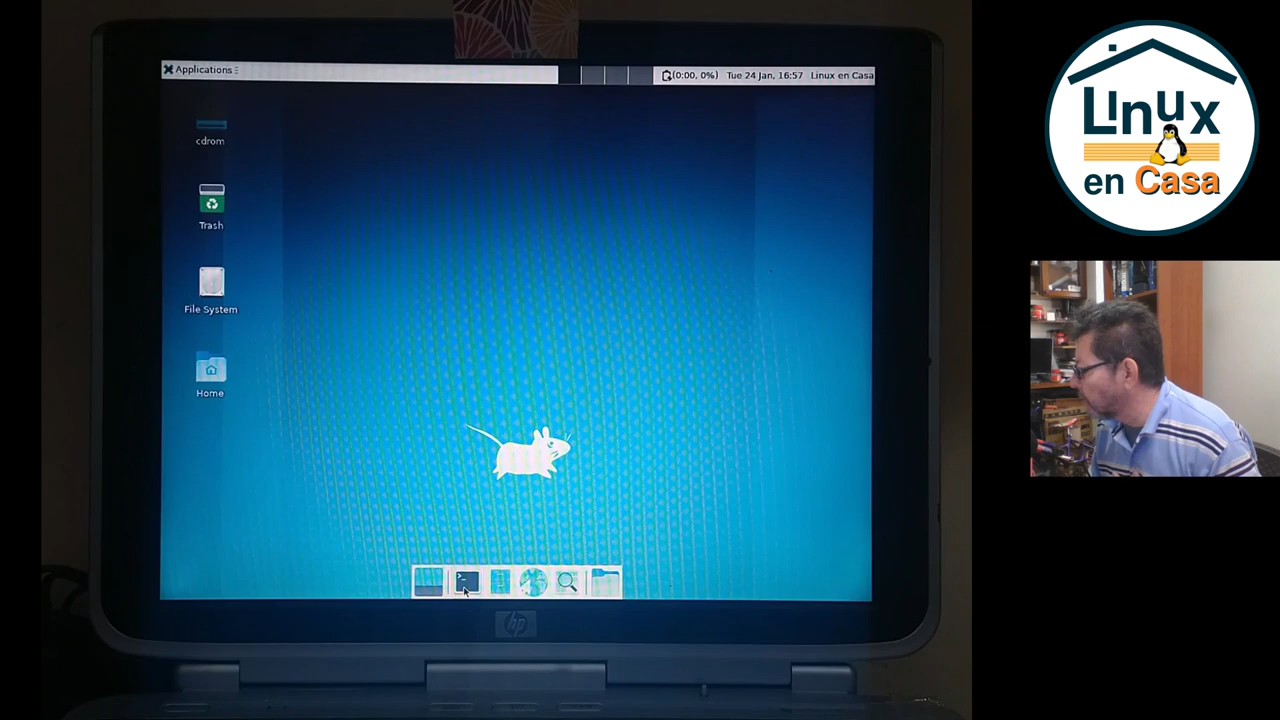 Applications
(0:00, 0%) Tue 24 Jan, 16:57 Linux en Casa
cdrom
Trash
File System
Home
hp
Linux
en Casa